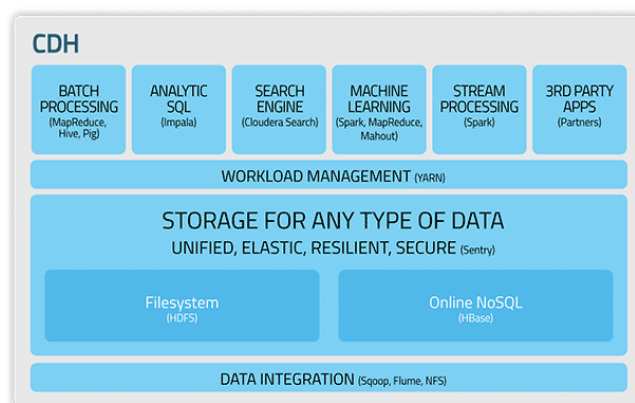 CDH
BATCH
PROCESSING
(MapReduce,
Hive, Pig)
ANALYTIC
SQL
(Impala)
SEARCH
ENGINE
(Cloudera Search)
MACHINE
LEARNING
(Spark, MapReduce,
Mahout)
STREAM
PROCESSING
(Spark)
3RD PARTY
APPS
(Partners)
WORKLOAD MANAGEMENT (YARN)
STORAGE FOR ANY TYPE OF DATA
UNIFIED, ELASTIC, RESILIENT, SECURE (Sentry)
Filesystem
(HDFS)
Online NoSQL
(HBase)
DATA INTEGRATION (Sqoop, Flume, NFS)